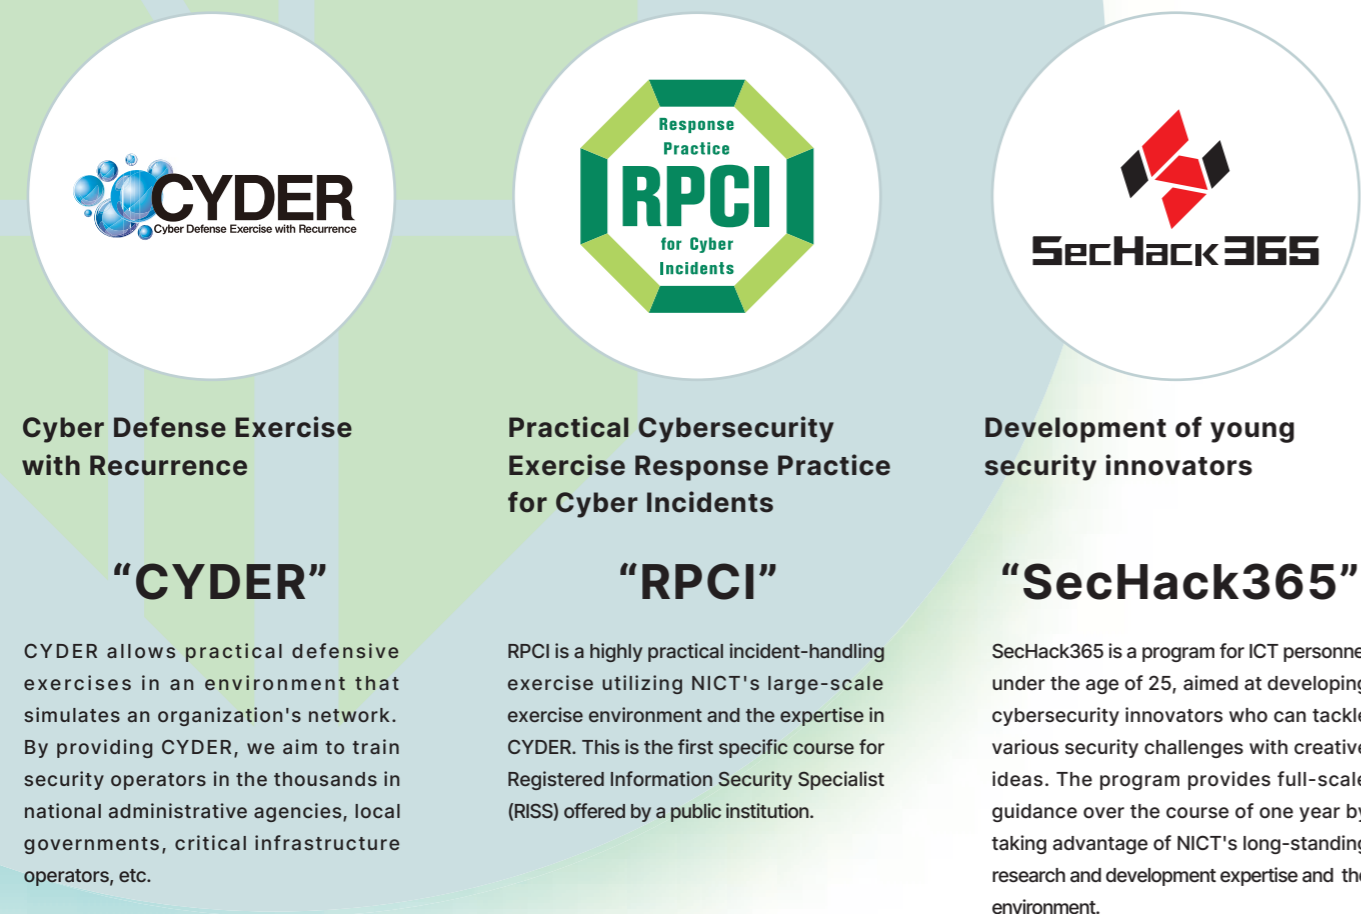 CYDER
Cyber Defense Exercise with Recurrence
Response
Practice
RPCI
for Cyber
Incidents
SecHack365
Cyber Defense Exercise
with Recurrence
“CYDER”
CYDER allows practical defensive
exercises in an environment that
simulates an organization's network.
By providing CYDER, we aim to train
security operators in the thousands in
national administrative agencies, local
governments, critical infrastructure
operators, etc.
Practical Cybersecurity
Exercise Response Practice
for Cyber Incidents
“RPCI”
RPCI is a highly practical incident-handling
exercise utilizing NICT's large-scale
exercise environment and the expertise in
CYDER. This is the first specific course for
Registered Information Security Specialist
(RISS) offered by a public institution.
Development of young
security innovators
“SecHack365”
SecHack365 is a program for ICT personne
under the age of 25, aimed at developing
cybersecurity innovators who can tackle
various security challenges with creative
ideas. The program provides full-scale
guidance over the course of one year by
taking advantage of NICT's long-standing
research and development expertise and the
environment.